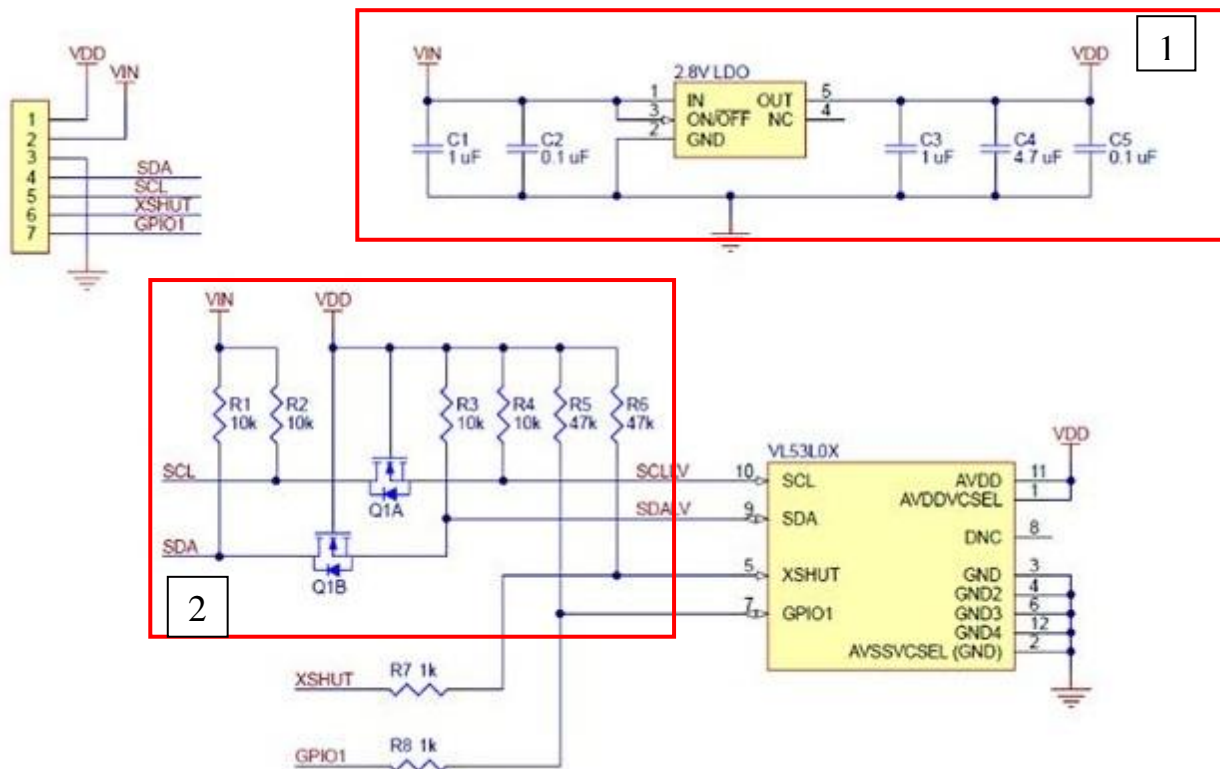 VDD
VIN
1
2
3
4
5
6
7
SDA
SCL
XSHUT
GPIO1
1
VIN
VDD
2.8V LDO
1 IN OUT 5
3 ON/OFF NC 4
2 GND
C1
1 uF
C2
0.1 uF
C3
1 uF
C4
4.7 uF
C5
0.1 uF
VIN
VDD
R1
10k
R2
10k
R3
10k
R4
10k
R5
47k
R6
47k
SCL
Q1A
SCLLV
SDALV
SDA
Q1B
2
XSHUT
R7 1k
GPIO1
R8 1k
VDD
VL53L0X
10 SCL AVDD 11
AVDDVCSEL 1
9 SDA
DNC 8
5 XSHUT GND 3
GND2 4
7 GPIO1 GND3 6
GND4 12
AVSSVCSEL (GND) 2